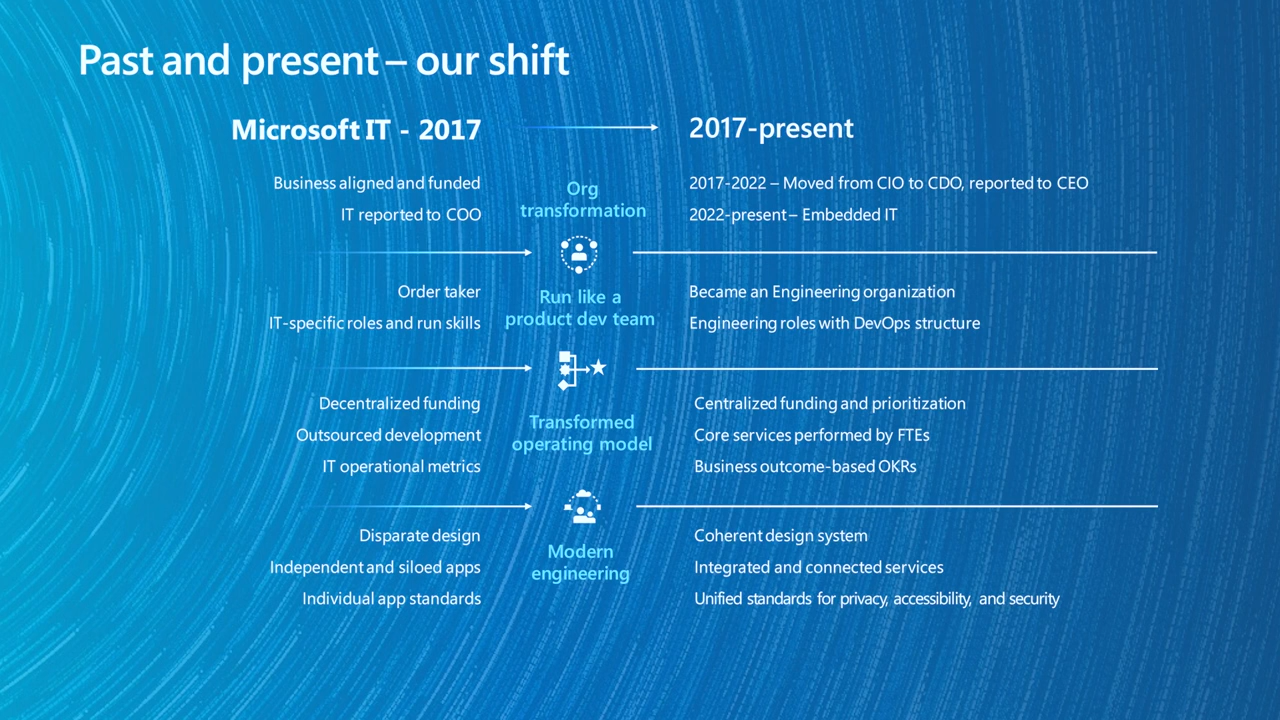 Past and present – our shift
Microsoft IT - 2017
2017-present
Business aligned and funded
IT reported to COO
Org
transformation
2017-2022 – Moved from CIO to CDO, reported to CEO
2022-present – Embedded IT
Order taker
IT-specific roles and run skills
Run like a
product dev team
Became an Engineering organization
Engineering roles with DevOps structure
Decentralized funding
Outsourced development
IT operational metrics
Transformed
operating model
Centralized funding and prioritization
Core services performed by FTEs
Business outcome-based OKRs
Disparate design
Independent and siloed apps
Individual app standards
Modern
engineering
Coherent design system
Integrated and connected services
Unified standards for privacy, accessibility, and security